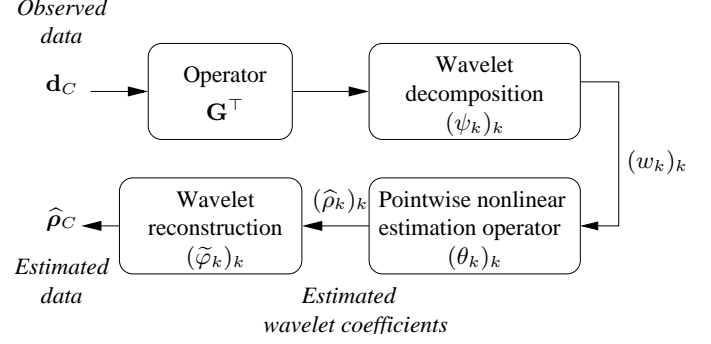 Observed
data
𝐝_C
Operator
𝐆^⊤
Wavelet
decomposition
(ψ_k)_k
(w_k)_k
Pointwise nonlinear
estimation operator
(θ_k)_k
(ρ̂_k)_k
Wavelet
reconstruction
(φ̃_k)_k
𝛒̂_C
Estimated
data
Estimated
wavelet coefficients